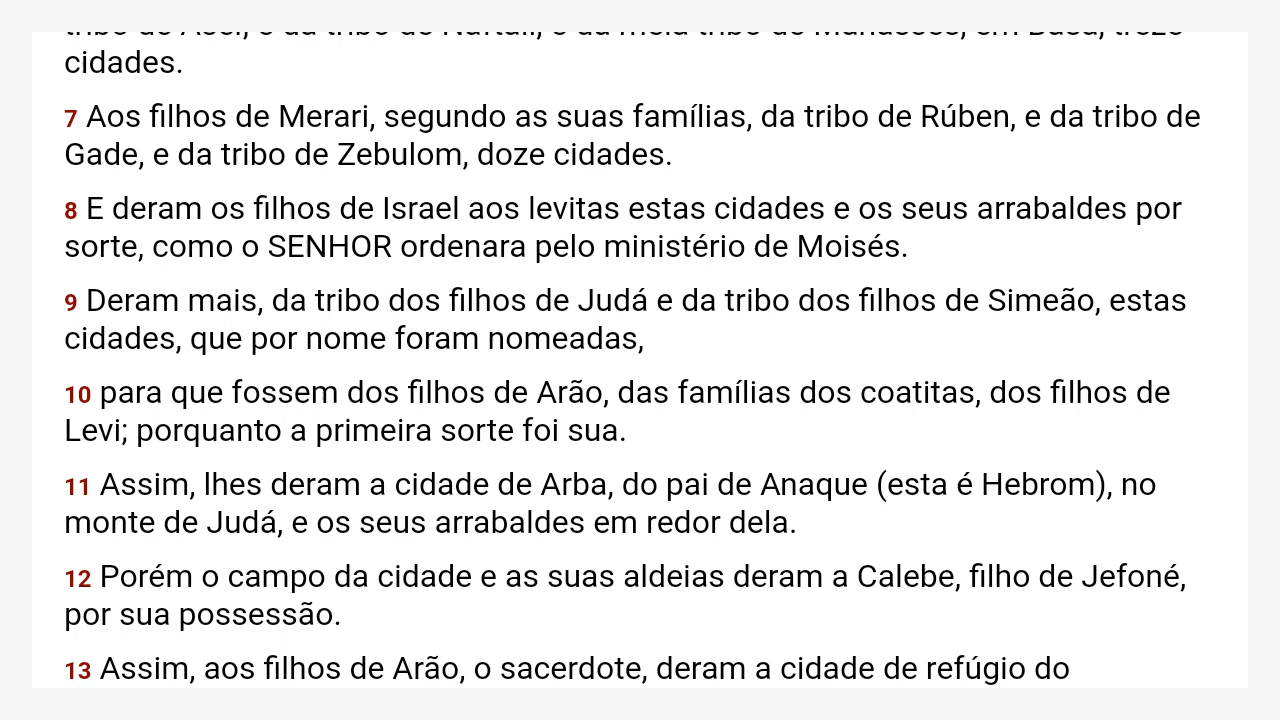 cidades.
7 Aos filhos de Merari, segundo as suas famílias, da tribo de Rúben, e da tribo de
Gade, e da tribo de Zebulom, doze cidades.
8 E deram os filhos de Israel aos levitas estas cidades e os seus arrabaldes por
sorte, como o SENHOR ordenara pelo ministério de Moisés.
9 Deram mais, da tribo dos filhos de Judá e da tribo dos filhos de Simeão, estas
cidades, que por nome foram nomeadas,
10 para que fossem dos filhos de Arão, das famílias dos coatitas, dos filhos de
Levi; porquanto a primeira sorte foi sua.
11 Assim, lhes deram a cidade de Arba, do pai de Anaque (esta é Hebrom), no
monte de Judá, e os seus arrabaldes em redor dela.
12 Porém o campo da cidade e as suas aldeias deram a Calebe, filho de Jefoné,
por sua possessão.
13 Assim, aos filhos de Arão, o sacerdote, deram a cidade de refúgio do